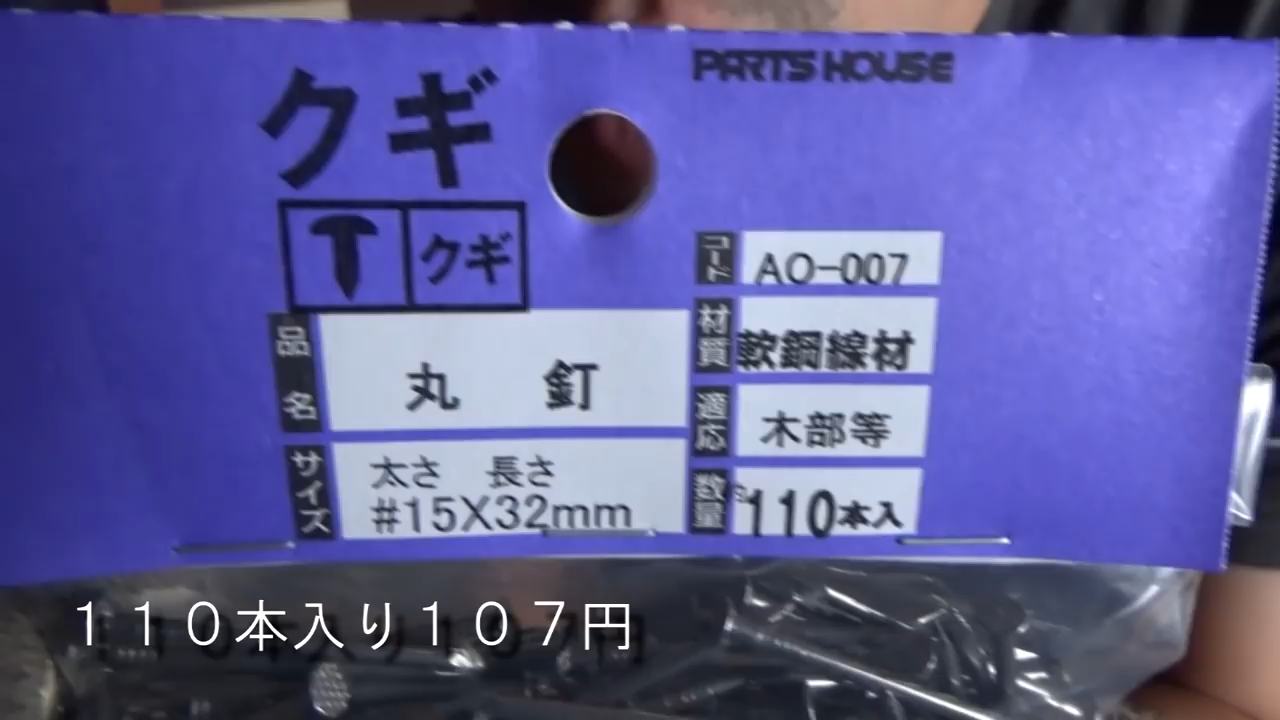 PARTS HOUSE
クギ
クギ
コード
AO-007
品名
丸 釘
材質
軟鋼線材
適応
木部等
サイズ
太さ 長さ
#15X32mm
数量
110本入
１１０本入り１０７円